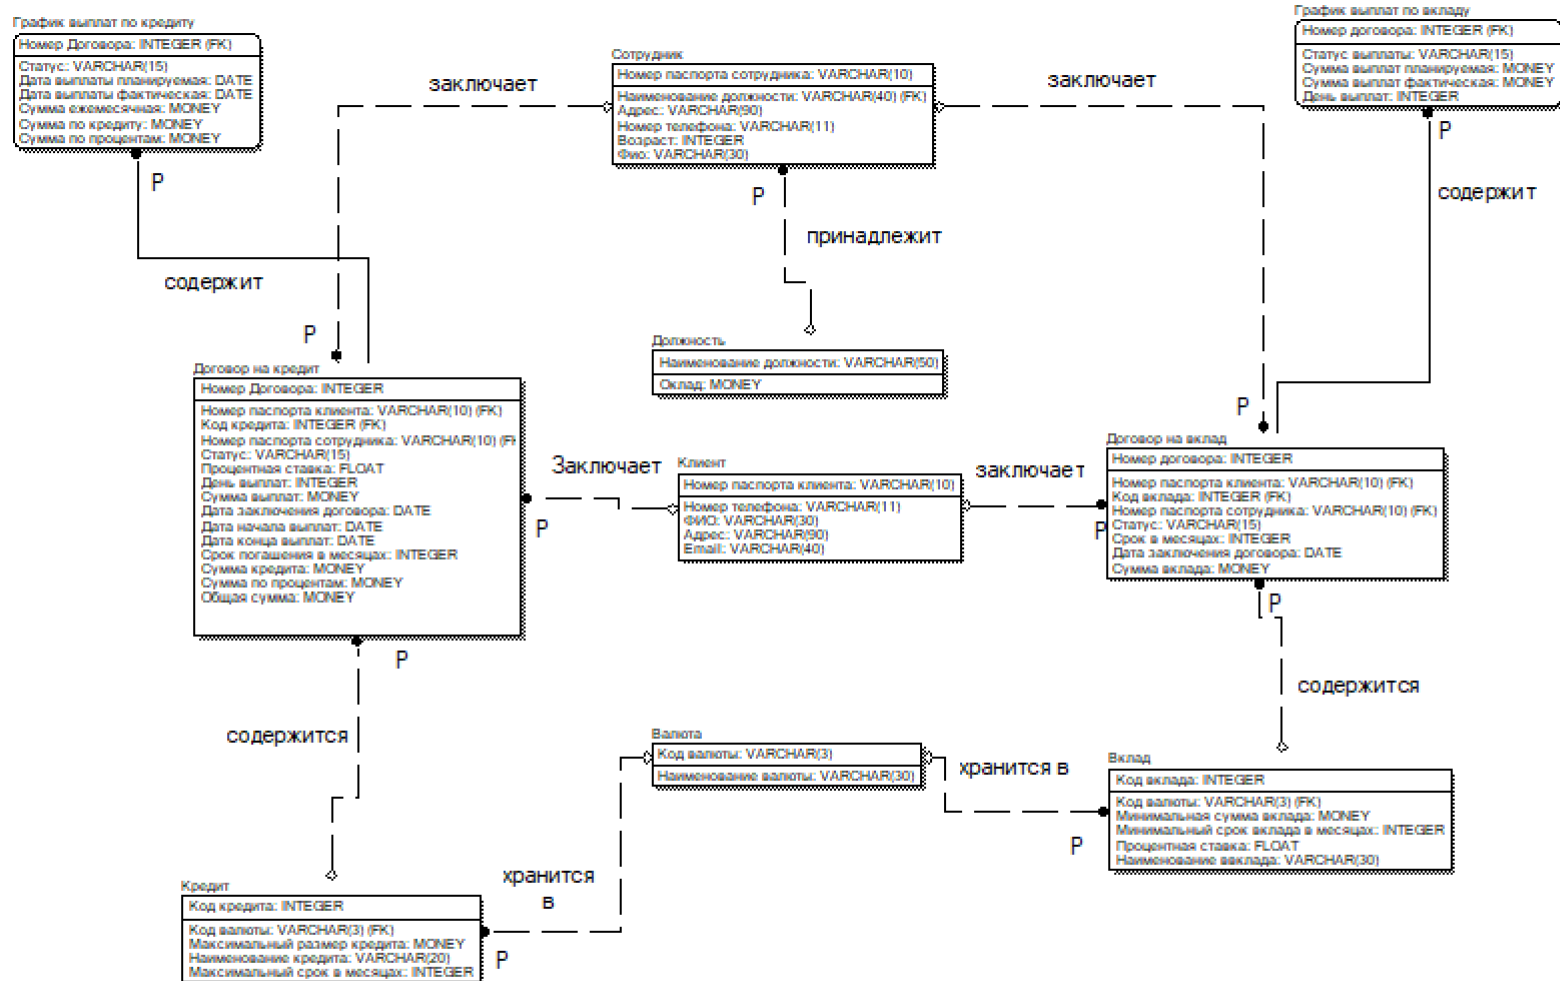 График выплат по кредиту
Номер Договора: INTEGER (FK)
Статус: VARCHAR(15)
Дата выплаты планируемая: DATE
Дата выплаты фактическая: DATE
Сумма ежемесячная: MONEY
Сумма по кредиту: MONEY
Сумма по процентам: MONEY
P
содержит
заключает
P
Сотрудник
Номер паспорта сотрудника: VARCHAR(10)
Наименование должности: VARCHAR(40) (FK)
Адрес: VARCHAR(90)
Номер телефона: VARCHAR(11)
Возраст: INTEGER
Фио: VARCHAR(30)
P
принадлежит
заключает
P
График выплат по вкладу
Номер договора: INTEGER (FK)
Статус выплаты: VARCHAR(15)
Сумма выплат планируемая: MONEY
Сумма выплат фактическая: MONEY
День выплат: INTEGER
P
содержит
Должность
Наименование должности: VARCHAR(50)
Оклад: MONEY
Договор на кредит
Номер Договора: INTEGER
Номер паспорта клиента: VARCHAR(10) (FK)
Код кредита: INTEGER (FK)
Номер паспорта сотрудника: VARCHAR(10) (FK
Статус: VARCHAR(15)
Процентная ставка: FLOAT
День выплат: INTEGER
Сумма выплат: MONEY
Дата заключения договора: DATE
Дата начала выплат: DATE
Дата конца выплат: DATE
Срок погашения в месяцах: INTEGER
Сумма кредита: MONEY
Сумма по процентам: MONEY
Общая сумма: MONEY
P
Заключает
P
Клиент
Номер паспорта клиента: VARCHAR(10)
Номер телефона: VARCHAR(11)
ФИО: VARCHAR(30)
Адрес: VARCHAR(90)
Email: VARCHAR(40)
заключает
P
Договор на вклад
Номер договора: INTEGER
Номер паспорта клиента: VARCHAR(10) (FK)
Код вклада: INTEGER (FK)
Номер паспорта сотрудника: VARCHAR(10) (FK)
Статус: VARCHAR(15)
Срок в месяцах: INTEGER
Дата заключения договора: DATE
Сумма вклада: MONEY
P
содержится
содержится
Валюта
Код валюты: VARCHAR(3)
Наименование валюты: VARCHAR(30)
хранится в
P
Вклад
Код вклада: INTEGER
Код валюты: VARCHAR(3) (FK)
Минимальная сумма вклада: MONEY
Минимальный срок вклада в месяцах: INTEGER
Процентная ставка: FLOAT
Наименование ввклада: VARCHAR(30)
хранится
в
P
Кредит
Код кредита: INTEGER
Код валюты: VARCHAR(3) (FK)
Максимальный размер кредита: MONEY
Наименование кредита: VARCHAR(20)
Максимальный срок в месяцах: INTEGER